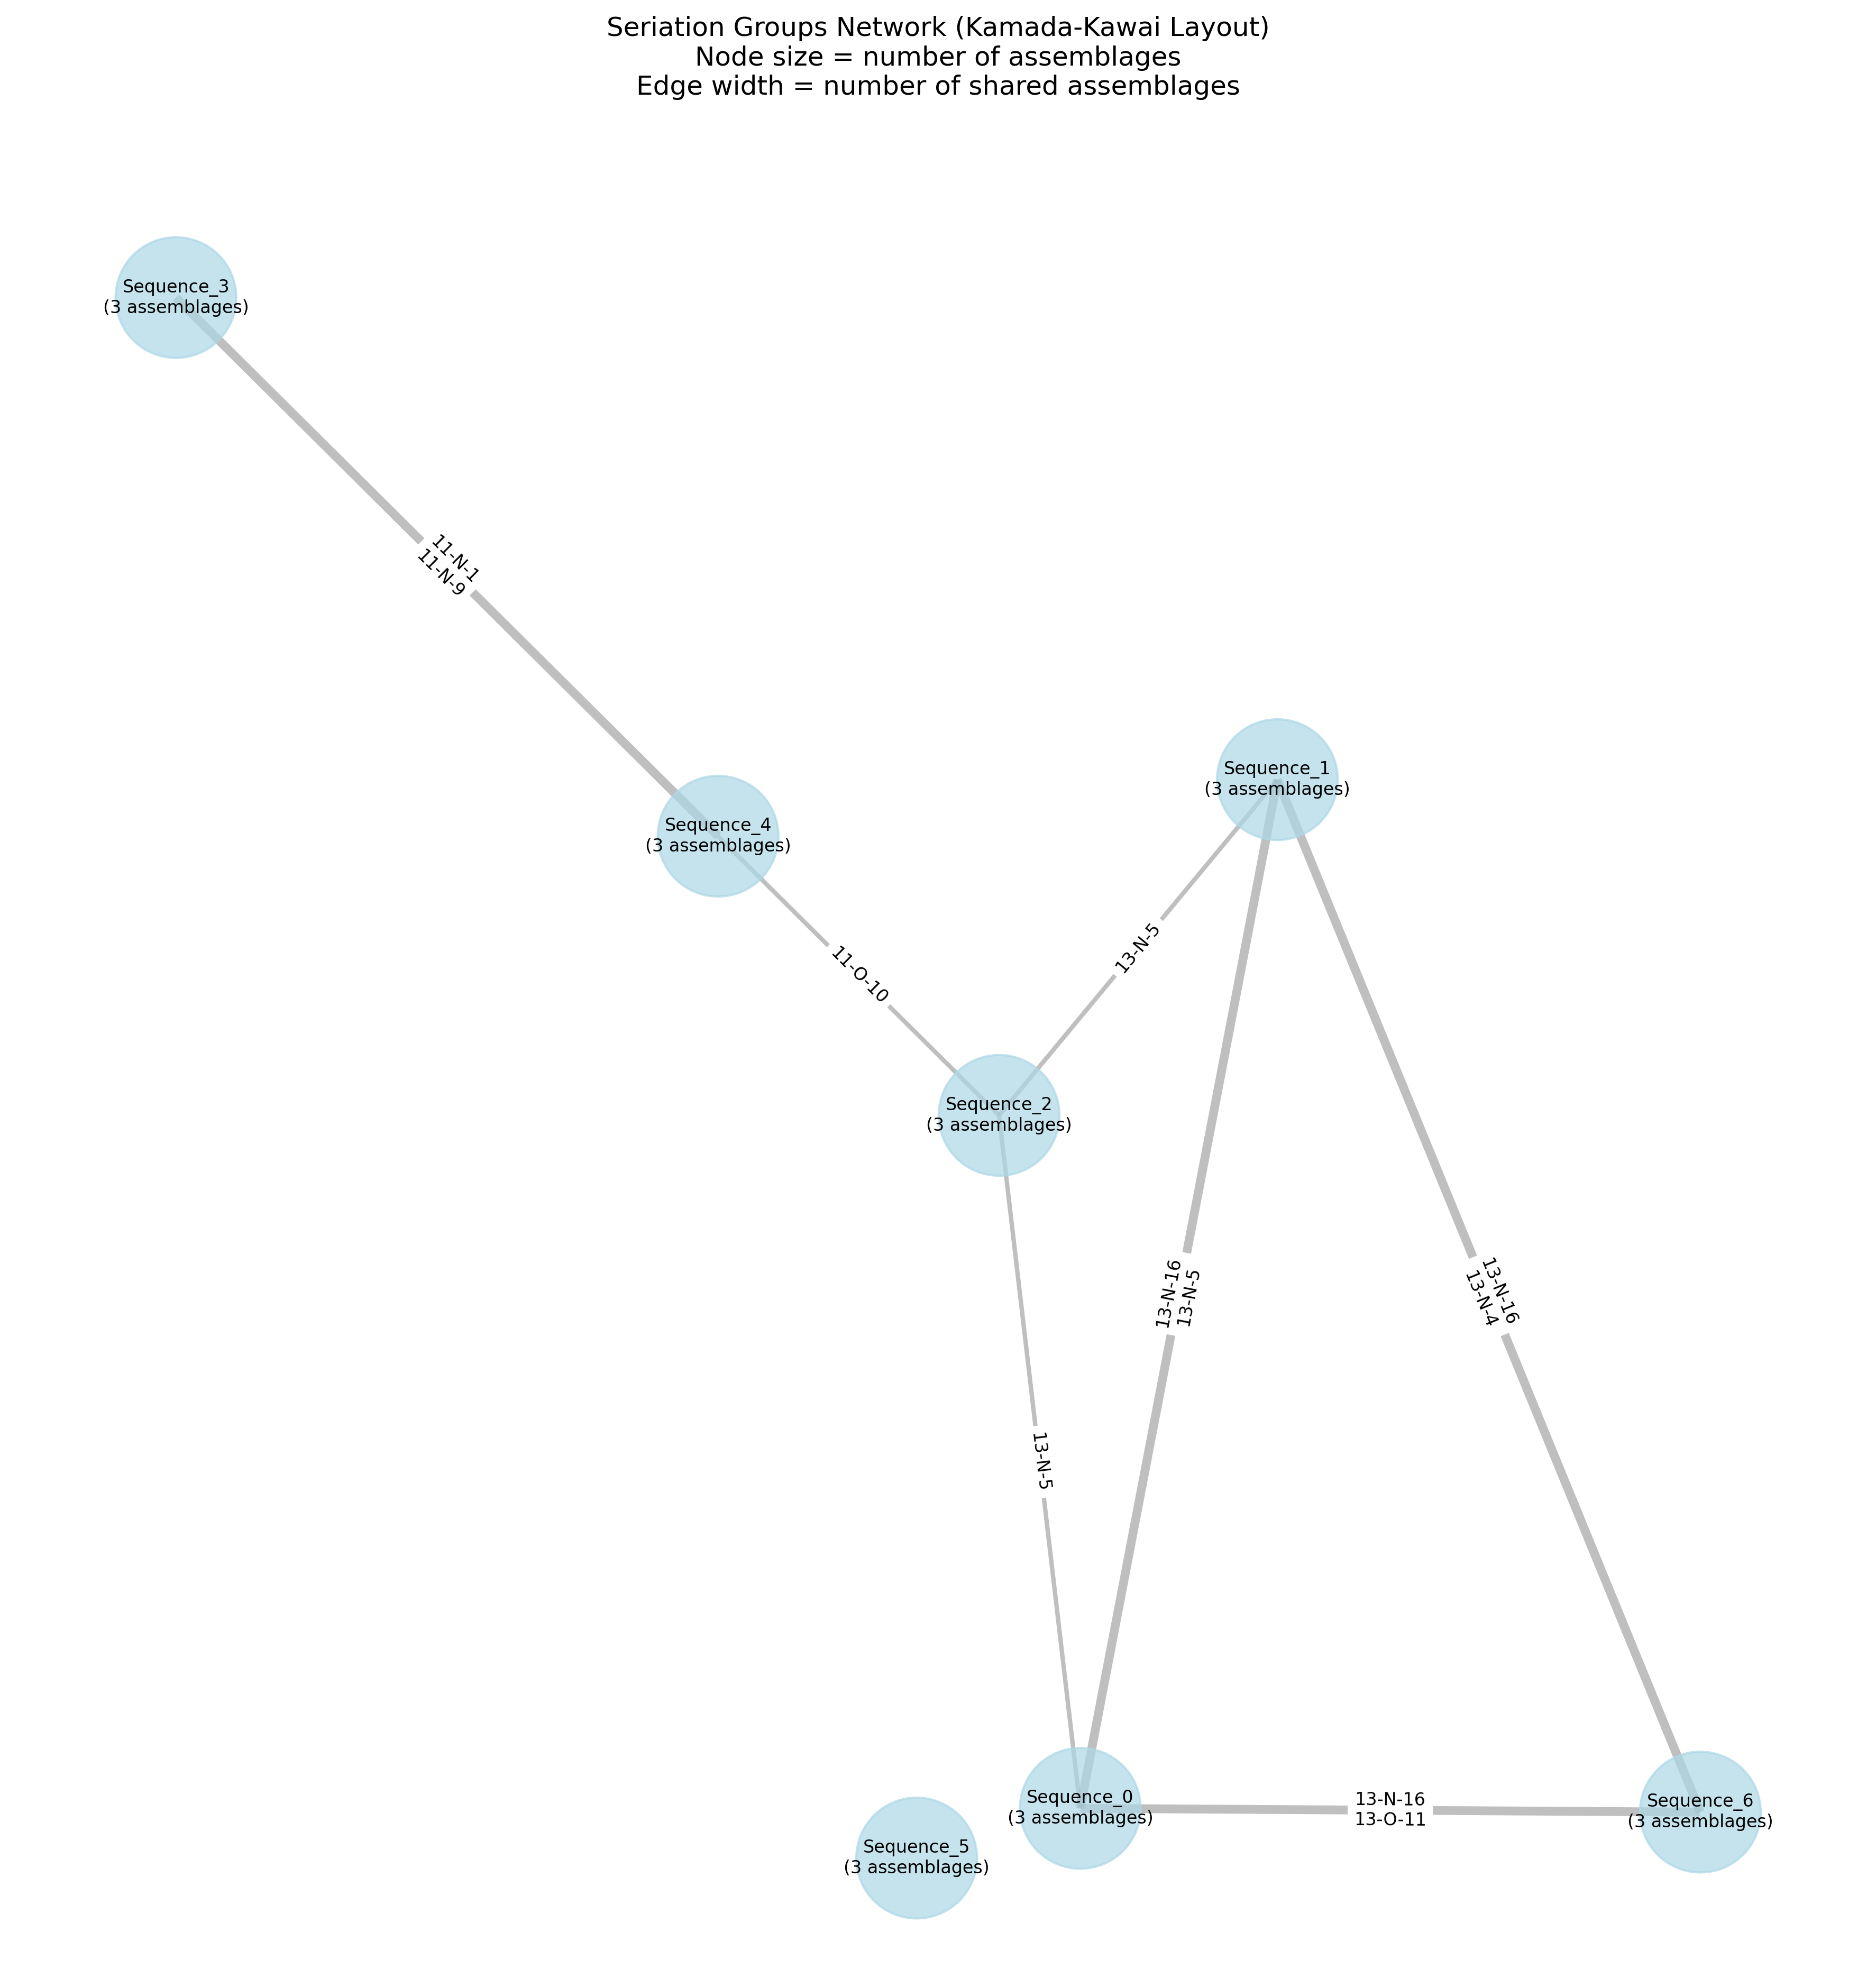 Seriation Groups Network (Kamada-Kawai Layout)
Node size = number of assemblages
Edge width = number of shared assemblages
Sequence_3
(3 assemblages)
11-N-1
11-N-9
Sequence_1
(3 assemblages)
Sequence_4
(3 assemblages)
13-N-5
11-O-10
Sequence_2
(3 assemblages)
13-N-16
13-N-5
13-N-16
13-N-4
13-N-5
Sequence_0
(3 assemblages)
13-N-16
13-O-11
Sequence_6
(3 assemblages)
Sequence_5
(3 assemblages)